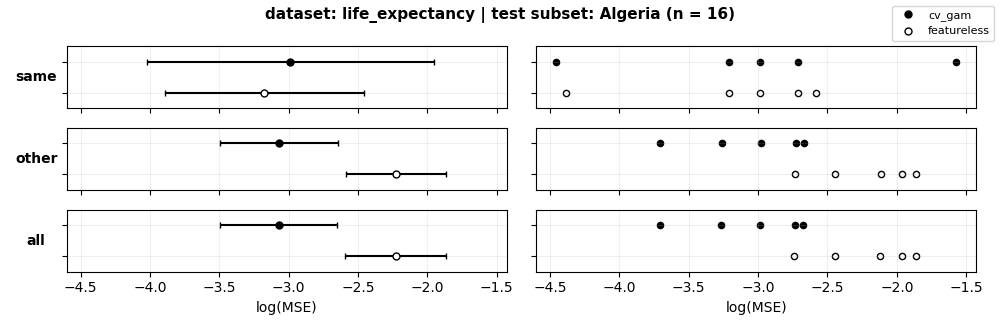 dataset: life_expectancy | test subset: Algeria (n = 16)
cv_gam
featureless
same
other
all
−4.5 −4.0 −3.5 −3.0 −2.5 −2.0 −1.5
log(MSE)
−4.5 −4.0 −3.5 −3.0 −2.5 −2.0 −1.5
log(MSE)